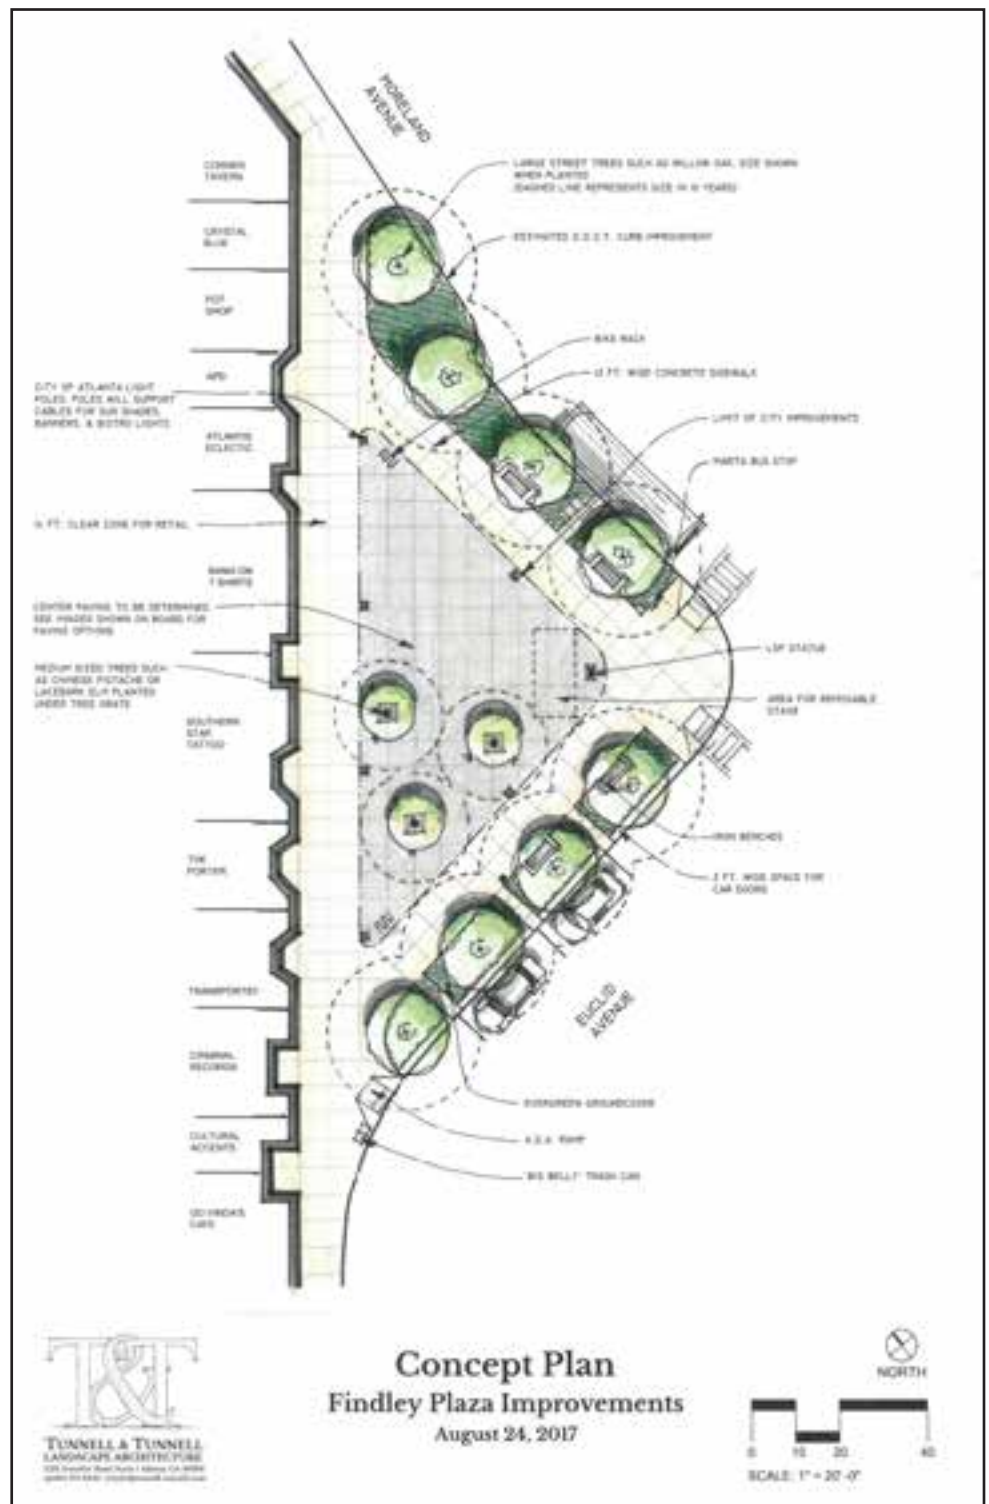 MORELAND
AVENUE
LARGE STREET TREES SUCH AS WILLOW OAK, SIZE SHOWN
WHEN PLANTED
(DASHED LINE REPRESENTS SIZE IN YEARS)
ESTIMATED G.D.O.T. CURB IMPROVEMENT
BIKE RACK
FT. WIDE CONCRETE SIDEWALK
LIMIT OF CITY IMPROVEMENTS
MARTA BUS STOP
CORNER
TAVERN
CRYSTAL
BLUE
POT
SHOP
APD
CITY OF ATLANTA LIGHT
POLES. POLES WILL SUPPORT
CABLES FOR SUN SHADES,
BANNERS, & BISTRO LIGHTS
ATLANTIS
ECLECTIC
FT. CLEAR ZONE FOR RETAIL
T SHIRTS
CENTER PAVING TO BE DETERMINED.
SEE IMAGES SHOWN ON BOARD FOR
PAVING OPTIONS
MEDIUM SIZED TREES SUCH
AS CHINESE PISTACHE OR
LACEBARK ELM PLANTED
UNDER TREE GRATE
SOUTHERN
STAR
TATTOO
L5P STATUE
AREA FOR REMOVABLE
STAGE
IRON BENCHES
2 FT. WIDE SPACE FOR
CAR DOORS
THE
PORTER
EUCLID
AVENUE
CRIMINAL
RECORDS
EVERGREEN GROUNDCOVER
A.D.A. RAMP
"BIG BELLY" TRASH CAN
CULTURAL
ACCENTS
T&T
TUNNELL & TUNNELL
LANDSCAPE ARCHITECTURE
Concept Plan
Findley Plaza Improvements
August 24, 2017
NORTH
0 10 20 40
SCALE: 1" = 20'-0"